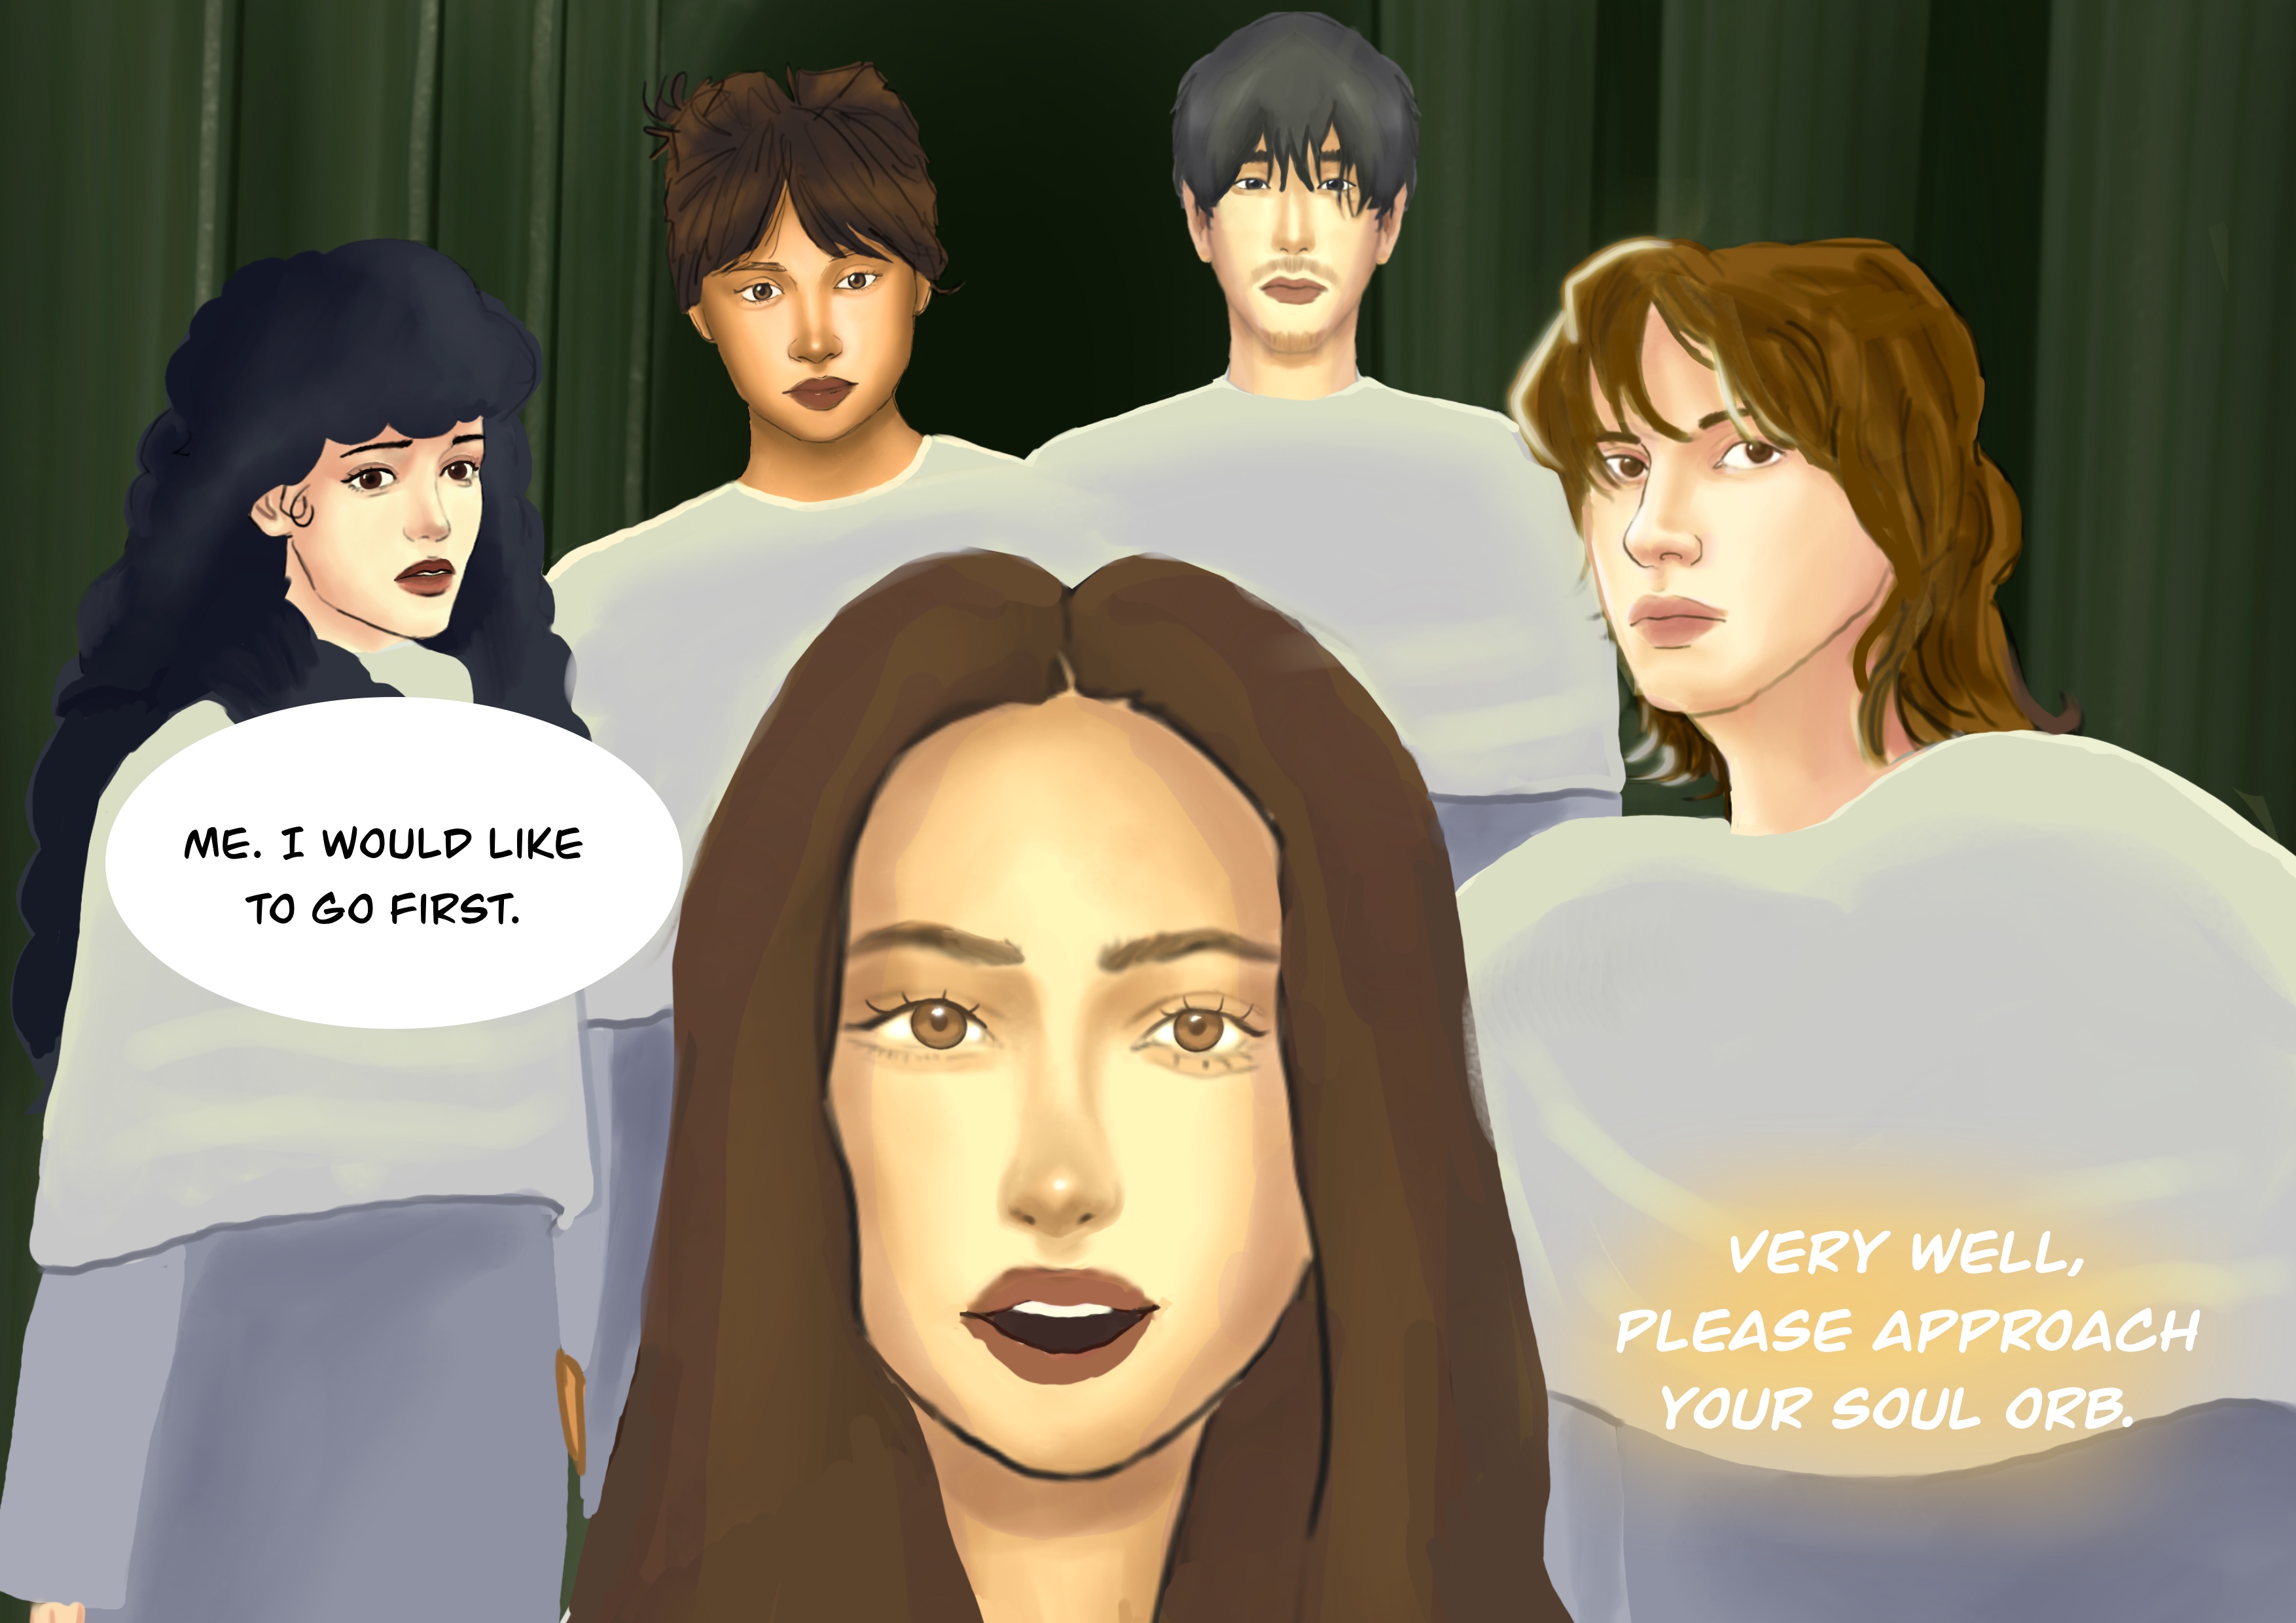 ME. I WOULD LIKE
TO GO FIRST.
VERY WELL,
PLEASE APPROACH
YOUR SOUL ORB.